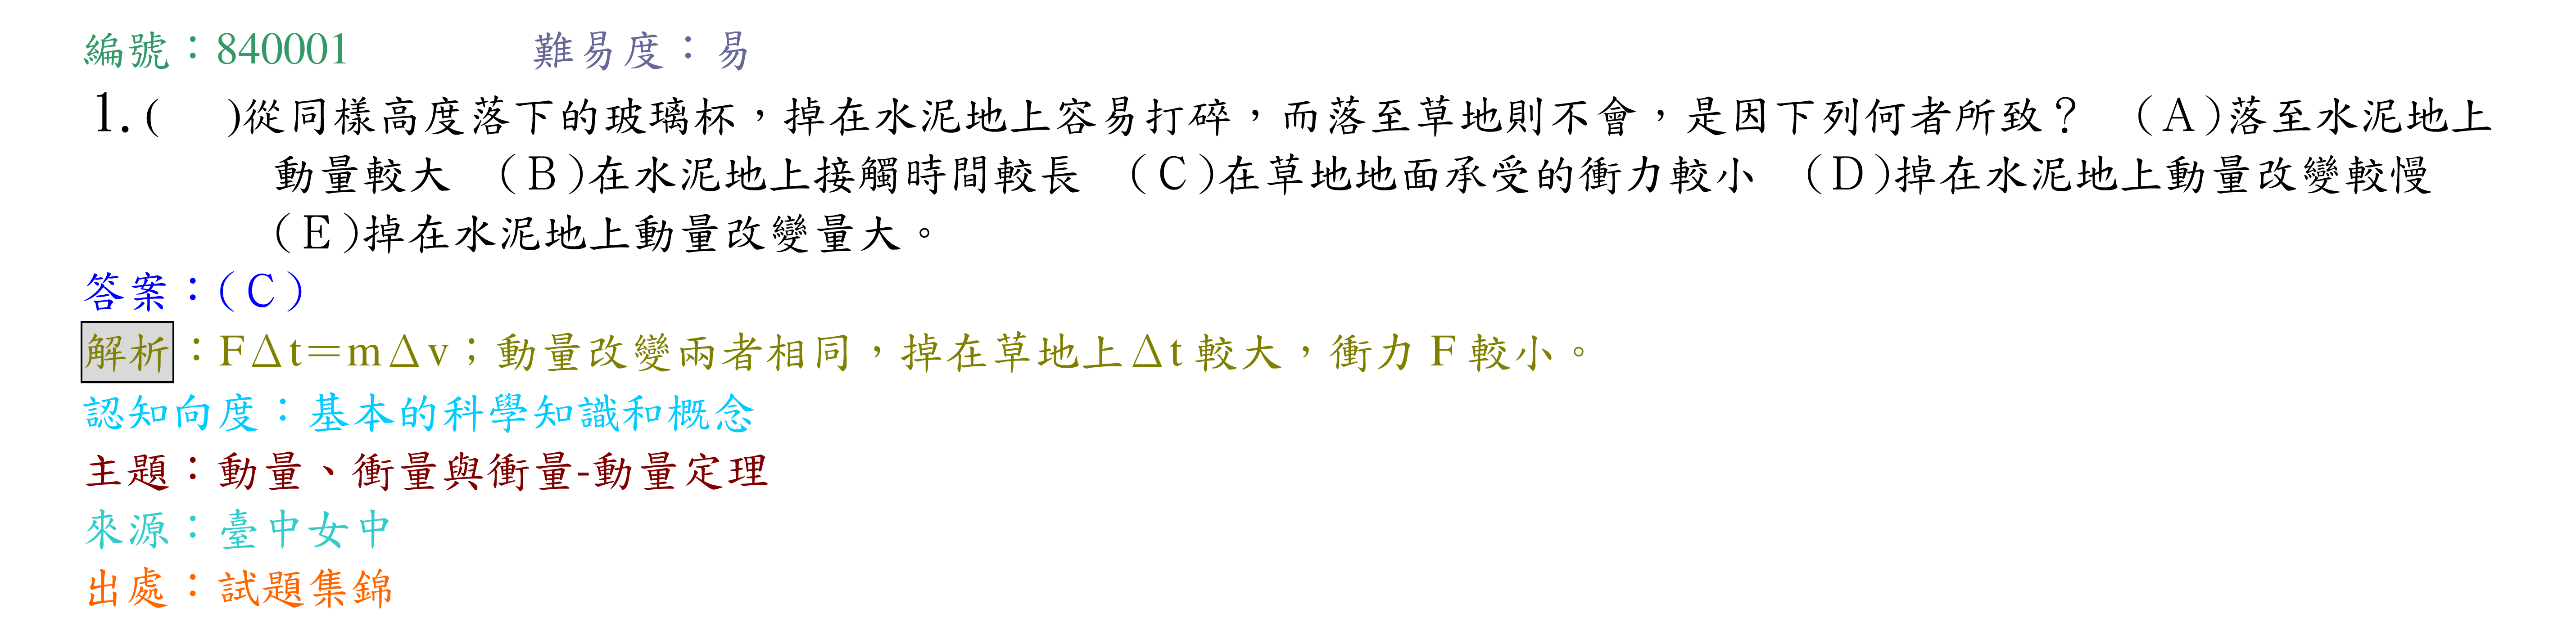 編號：840001 難易度：易
1.( )從同樣高度落下的玻璃杯，掉在水泥地上容易打碎，而落至草地則不會，是因下列何者所致？ (A)落至水泥地上
動量較大 (B)在水泥地上接觸時間較長 (C)在草地地面承受的衝力較小 (D)掉在水泥地上動量改變較慢
(E)掉在水泥地上動量改變量大。
答案：(C)
解析：FΔt＝mΔv；動量改變兩者相同，掉在草地上Δt 較大，衝力 F 較小。
認知向度：基本的科學知識和概念
主題：動量、衝量與衝量-動量定理
來源：臺中女中
出處：試題集錦